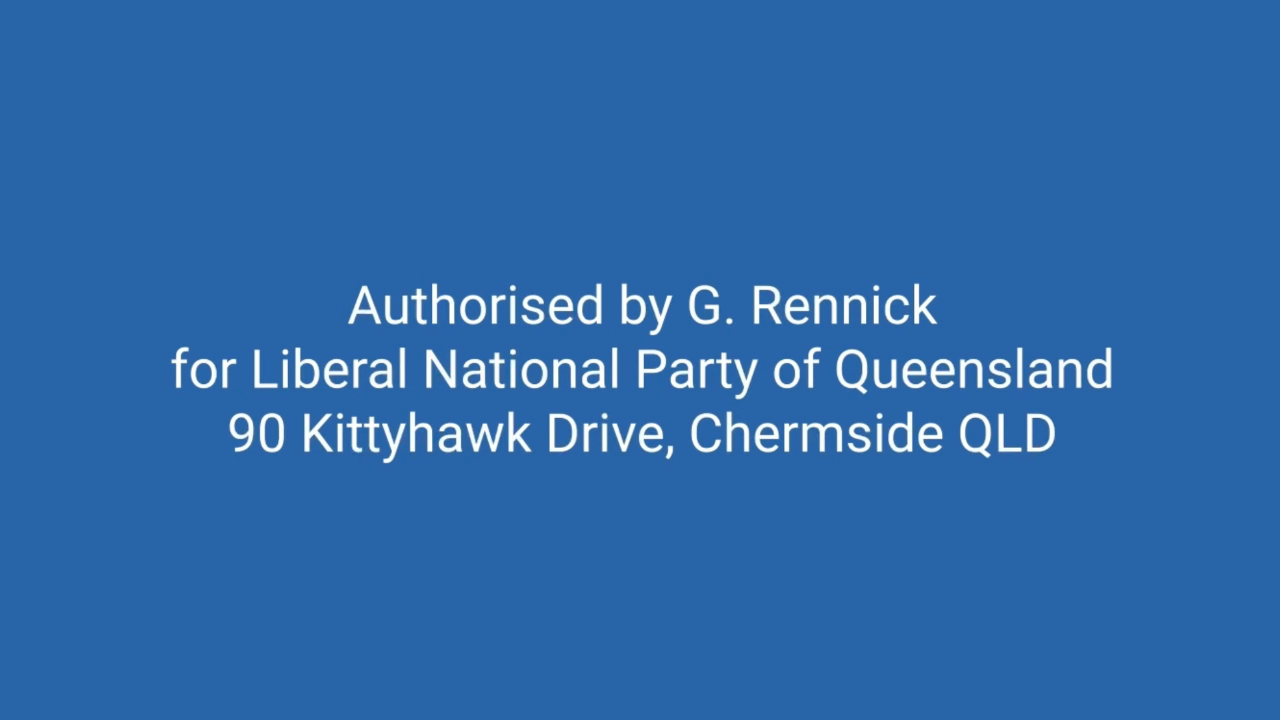 Authorised by G. Rennick
for Liberal National Party of Queensland
90 Kittyhawk Drive, Chermside QLD